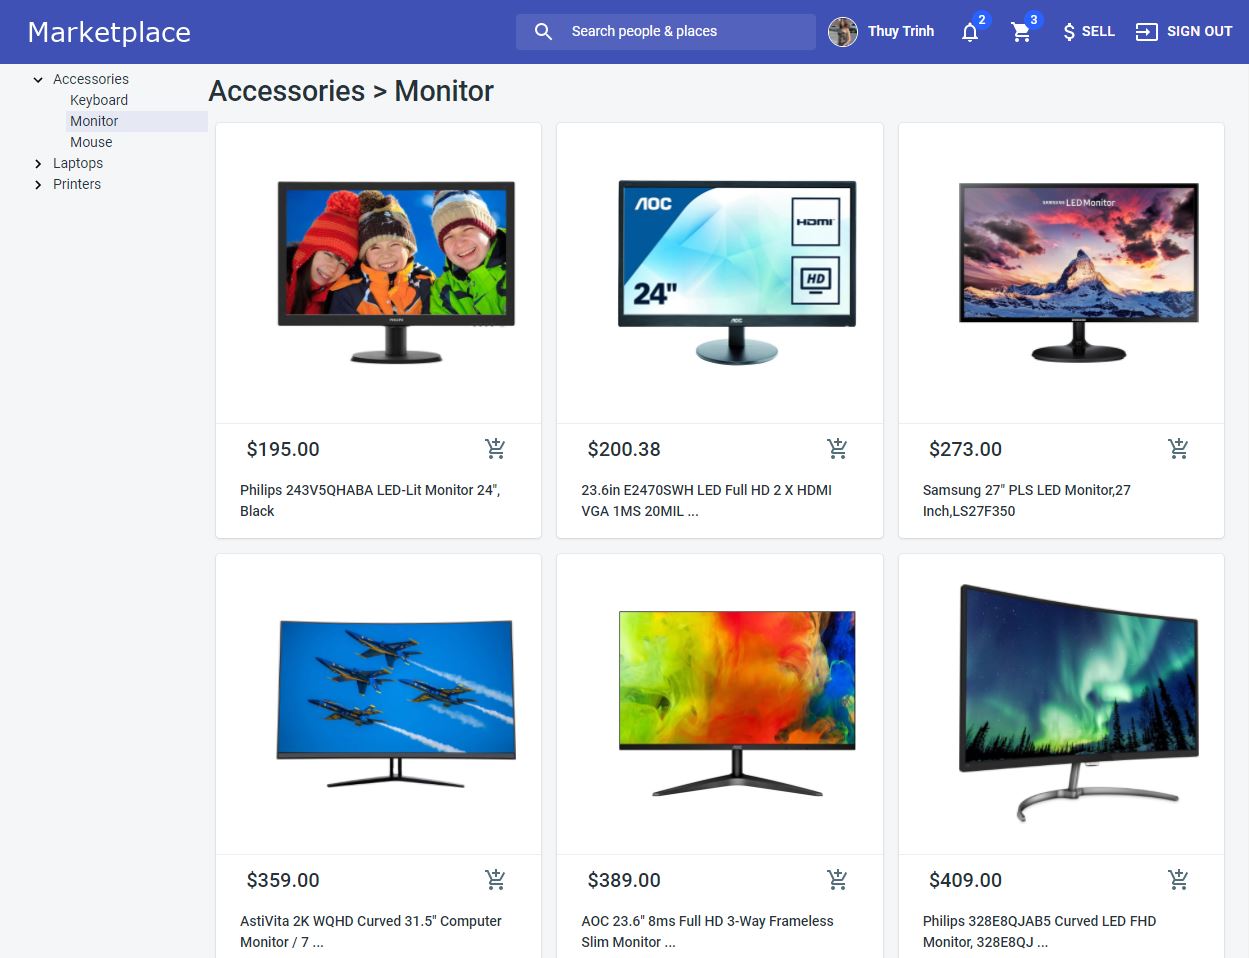 Marketplace
Search people & places
Thuy Trinh
2
3
$ SELL
SIGN OUT
Accessories
Keyboard
Monitor
Mouse
Laptops
Printers
Accessories > Monitor
PHILIPS
AOC
HDMI
HD
24"
AOC
SAMSUNG LED Monitor
SAMSUNG
$195.00
Philips 243V5QHABA LED-Lit Monitor 24",
Black
$200.38
23.6in E2470SWH LED Full HD 2 X HDMI
VGA 1MS 20MIL ...
$273.00
Samsung 27" PLS LED Monitor,27
Inch,LS27F350
AOC
$359.00
AstiVita 2K WQHD Curved 31.5" Computer
Monitor / 7 ...
$389.00
AOC 23.6" 8ms Full HD 3-Way Frameless
Slim Monitor ...
$409.00
Philips 328E8QJAB5 Curved LED FHD
Monitor, 328E8QJ ...